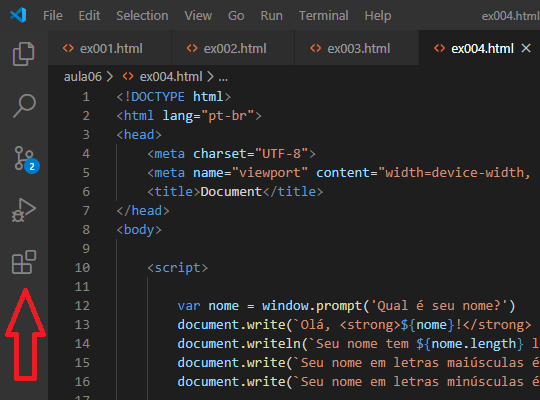 File Edit Selection View Go Run Terminal Help ex004.html
ex001.html ex002.html ex003.html ex004.html
aula06 > ex004.html > ...
1 <!DOCTYPE html>
2 <html lang="pt-br">
3 <head>
4 <meta charset="UTF-8">
5 <meta name="viewport" content="width=device-width,
6 <title>Document</title>
7 </head>
8 <body>
9
10 <script>
11
12 var nome = window.prompt('Qual é seu nome?')
2
13 document.write(`Olá, <strong>${nome}!</strong>
14 document.writeln(`Seu nome tem ${nome.length} l
15 document.write(`Seu nome em letras maiúsculas é
16 document.write(`Seu nome em letras minúsculas é